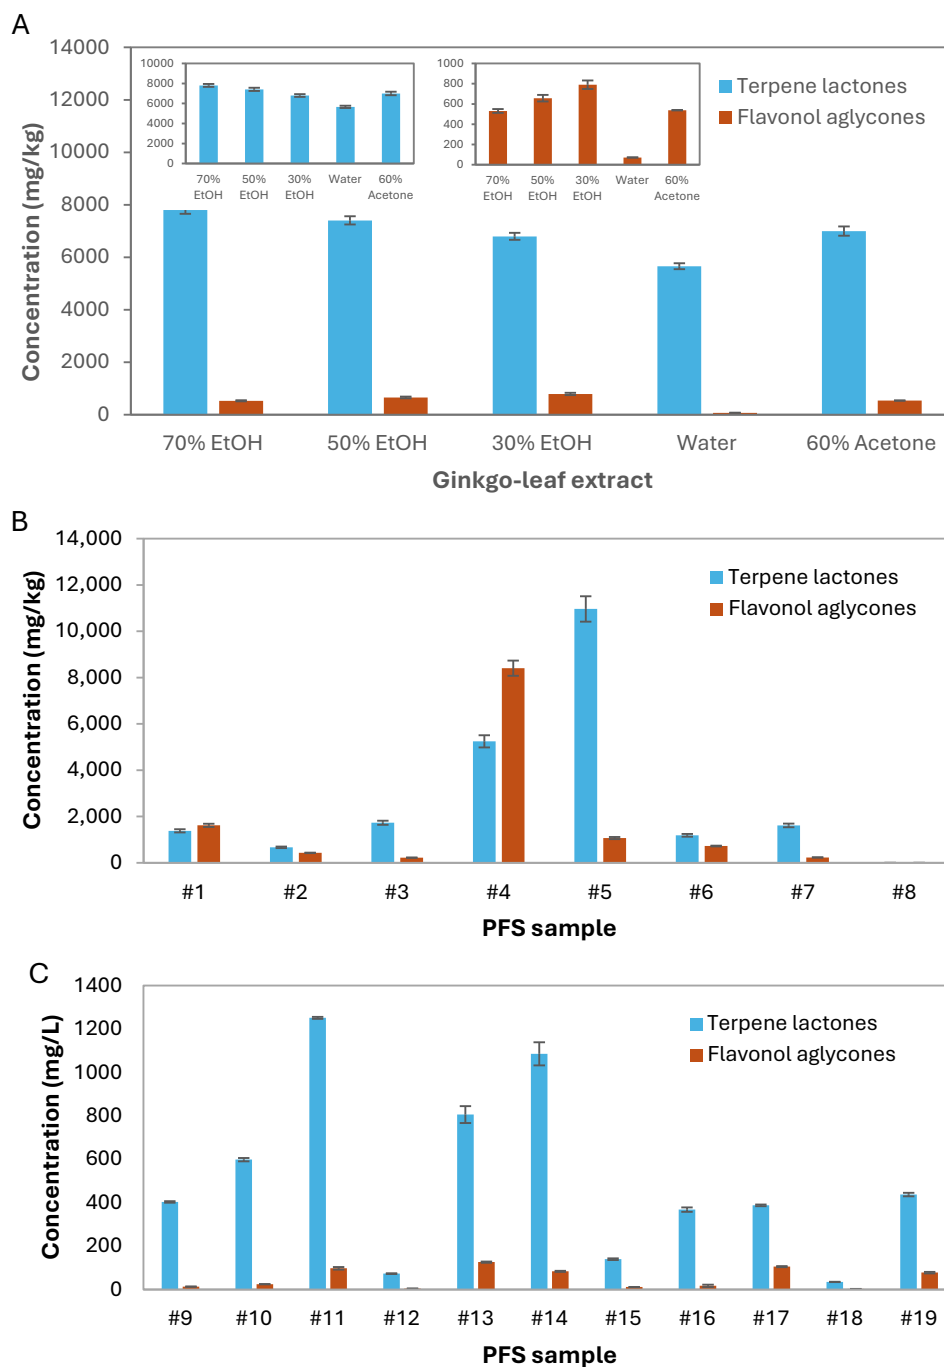 A
14000
12000
10000
8000
6000
4000
2000
0
Concentration (mg/kg)
10000
8000
6000
4000
2000
0
70% EtOH
50% EtOH
30% EtOH
Water
60% Acetone
1000
800
600
400
200
0
70% EtOH
50% EtOH
30% EtOH
Water
60% Acetone
Terpene lactones
Flavonol aglycones
70% EtOH
50% EtOH
30% EtOH
Water
60% Acetone
Ginkgo-leaf extract
B
14,000
12,000
10,000
8,000
6,000
4,000
2,000
0
Concentration (mg/kg)
Terpene lactones
Flavonol aglycones
#1
#2
#3
#4
#5
#6
#7
#8
PFS sample
C
1400
1200
1000
800
600
400
200
0
Concentration (mg/L)
Terpene lactones
Flavonol aglycones
#9
#10
#11
#12
#13
#14
#15
#16
#17
#18
#19
PFS sample